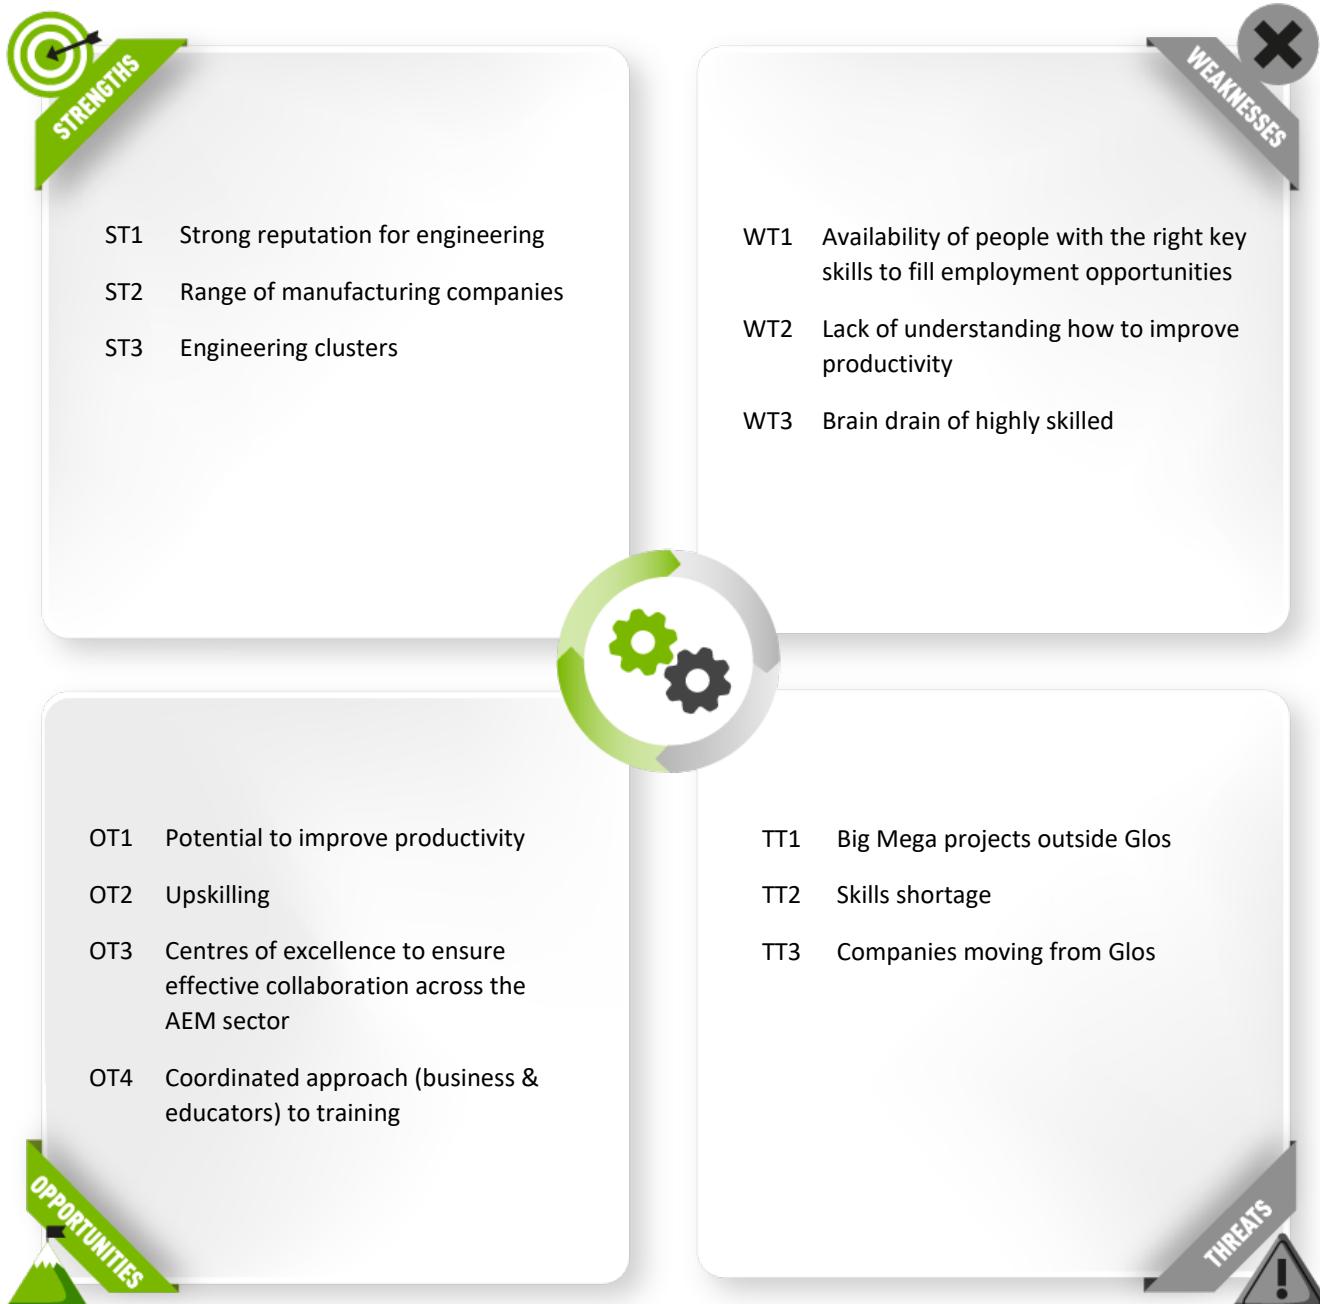 STRENGTHS
ST1 Strong reputation for engineering
ST2 Range of manufacturing companies
ST3 Engineering clusters
WEAKNESSES
WT1 Availability of people with the right key
skills to fill employment opportunities
WT2 Lack of understanding how to improve
productivity
WT3 Brain drain of highly skilled
OT1 Potential to improve productivity
OT2 Upskilling
OT3 Centres of excellence to ensure
effective collaboration across the
AEM sector
OT4 Coordinated approach (business &
educators) to training
OPPORTUNITIES
TT1 Big Mega projects outside Glos
TT2 Skills shortage
TT3 Companies moving from Glos
THREATS